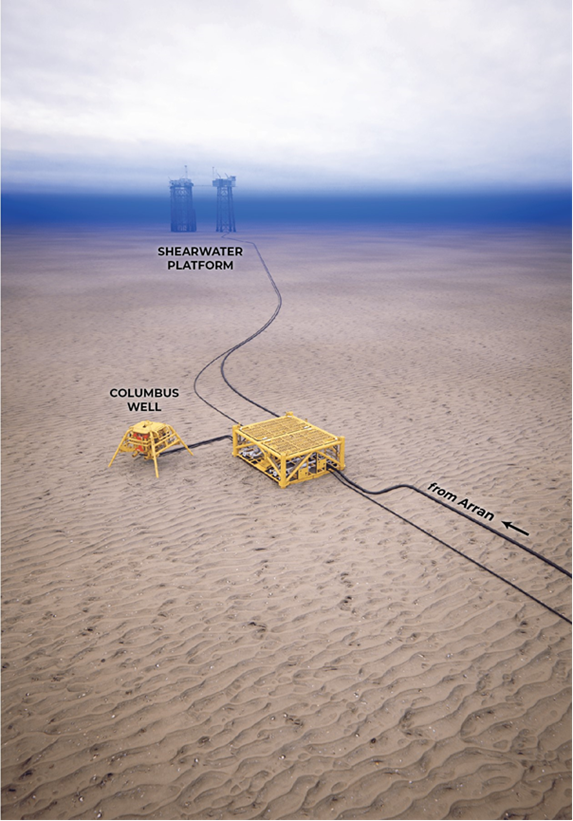 SHEARWATER
PLATFORM
COLUMBUS
WELL
from Arran